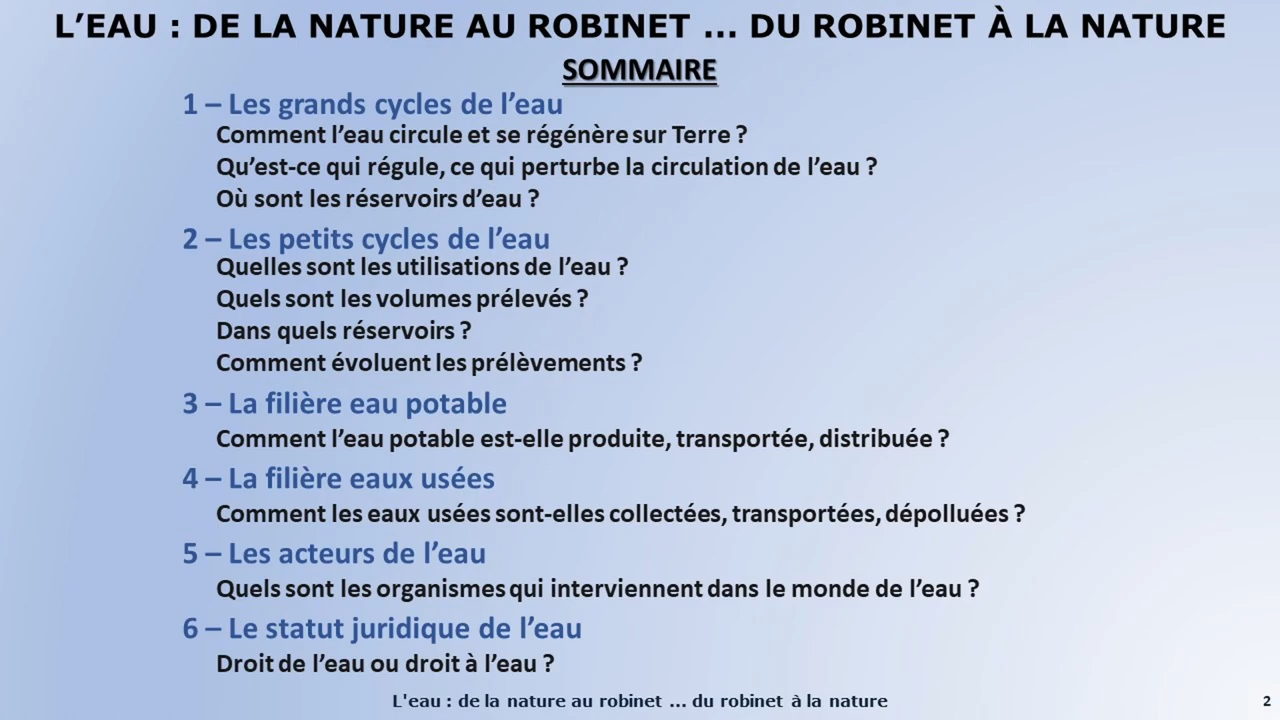 L’EAU : DE LA NATURE AU ROBINET ... DU ROBINET À LA NATURE
SOMMAIRE
1 – Les grands cycles de l’eau
Comment l’eau circule et se régénère sur Terre ?
Qu’est-ce qui régule, ce qui perturbe la circulation de l’eau ?
Où sont les réservoirs d’eau ?
2 – Les petits cycles de l’eau
Quelles sont les utilisations de l’eau ?
Quels sont les volumes prélevés ?
Dans quels réservoirs ?
Comment évoluent les prélèvements ?
3 – La filière eau potable
Comment l’eau potable est-elle produite, transportée, distribuée ?
4 – La filière eaux usées
Comment les eaux usées sont-elles collectées, transportées, dépolluées ?
5 – Les acteurs de l’eau
Quels sont les organismes qui interviennent dans le monde de l’eau ?
6 – Le statut juridique de l’eau
Droit de l’eau ou droit à l’eau ?
L'eau : de la nature au robinet ... du robinet à la nature
2